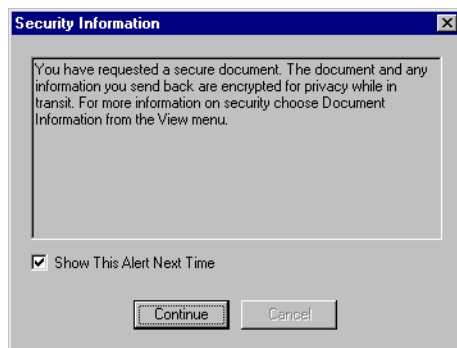 Security Information
You have requested a secure document. The document and any
information you send back are encrypted for privacy while in
transit. For more information on security choose Document
Information from the View menu.
Show This Alert Next Time
Continue Cancel